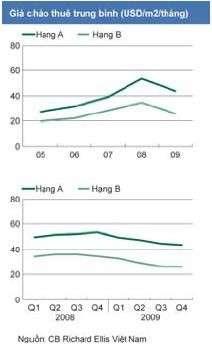 Giá chào thuê trung bình (USD/m2/tháng)
Hạng A Hạng B
80
60
40
20
0
05 06 07 08 09
Hạng A Hạng B
80
60
40
20
0
Q1 Q2 Q3 Q4 Q1 Q2 Q3 Q4
2008 2009
Nguồn: CB Richard Ellis Việt Nam